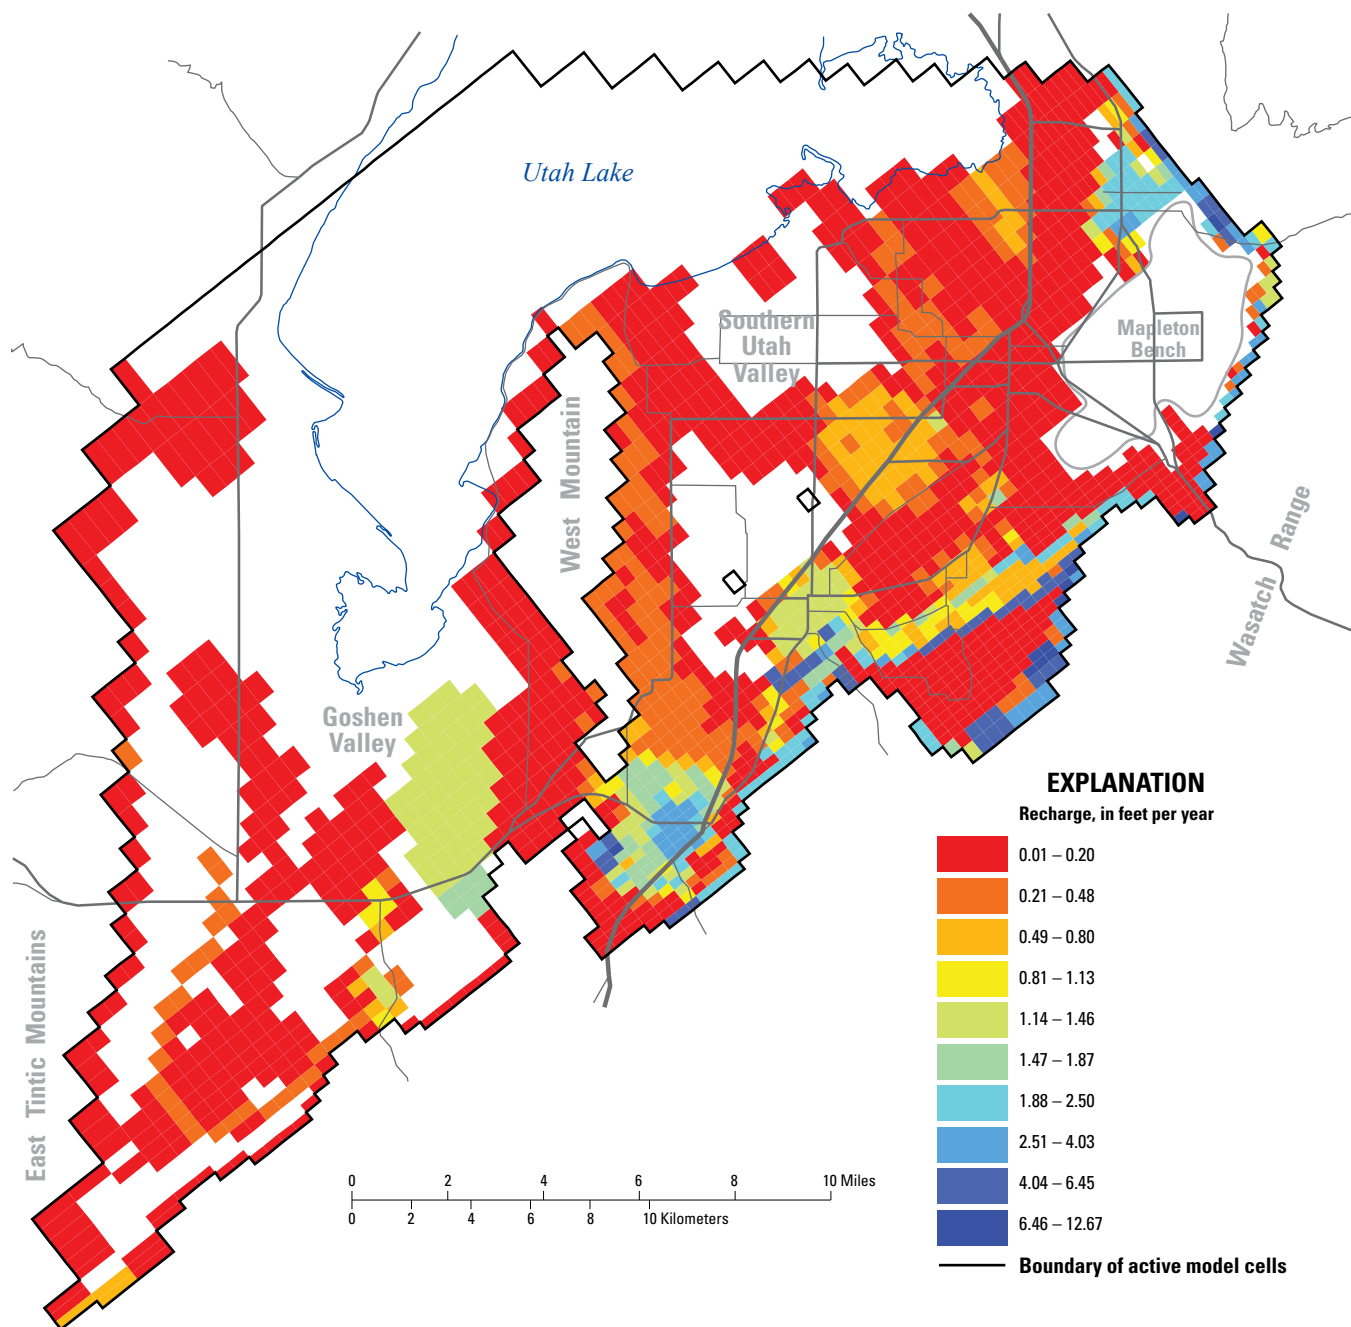 Utah Lake
Southern
Utah
Valley
Mapleton
Bench
West Mountain
Wasatch Range
Goshen
Valley
East Tintic Mountains
EXPLANATION
Recharge, in feet per year
0.01 – 0.20
0.21 – 0.48
0.49 – 0.80
0.81 – 1.13
1.14 – 1.46
1.47 – 1.87
1.88 – 2.50
2.51 – 4.03
4.04 – 6.45
6.46 – 12.67
Boundary of active model cells
0 2 4 6 8 10 Miles
0 2 4 6 8 10 Kilometers